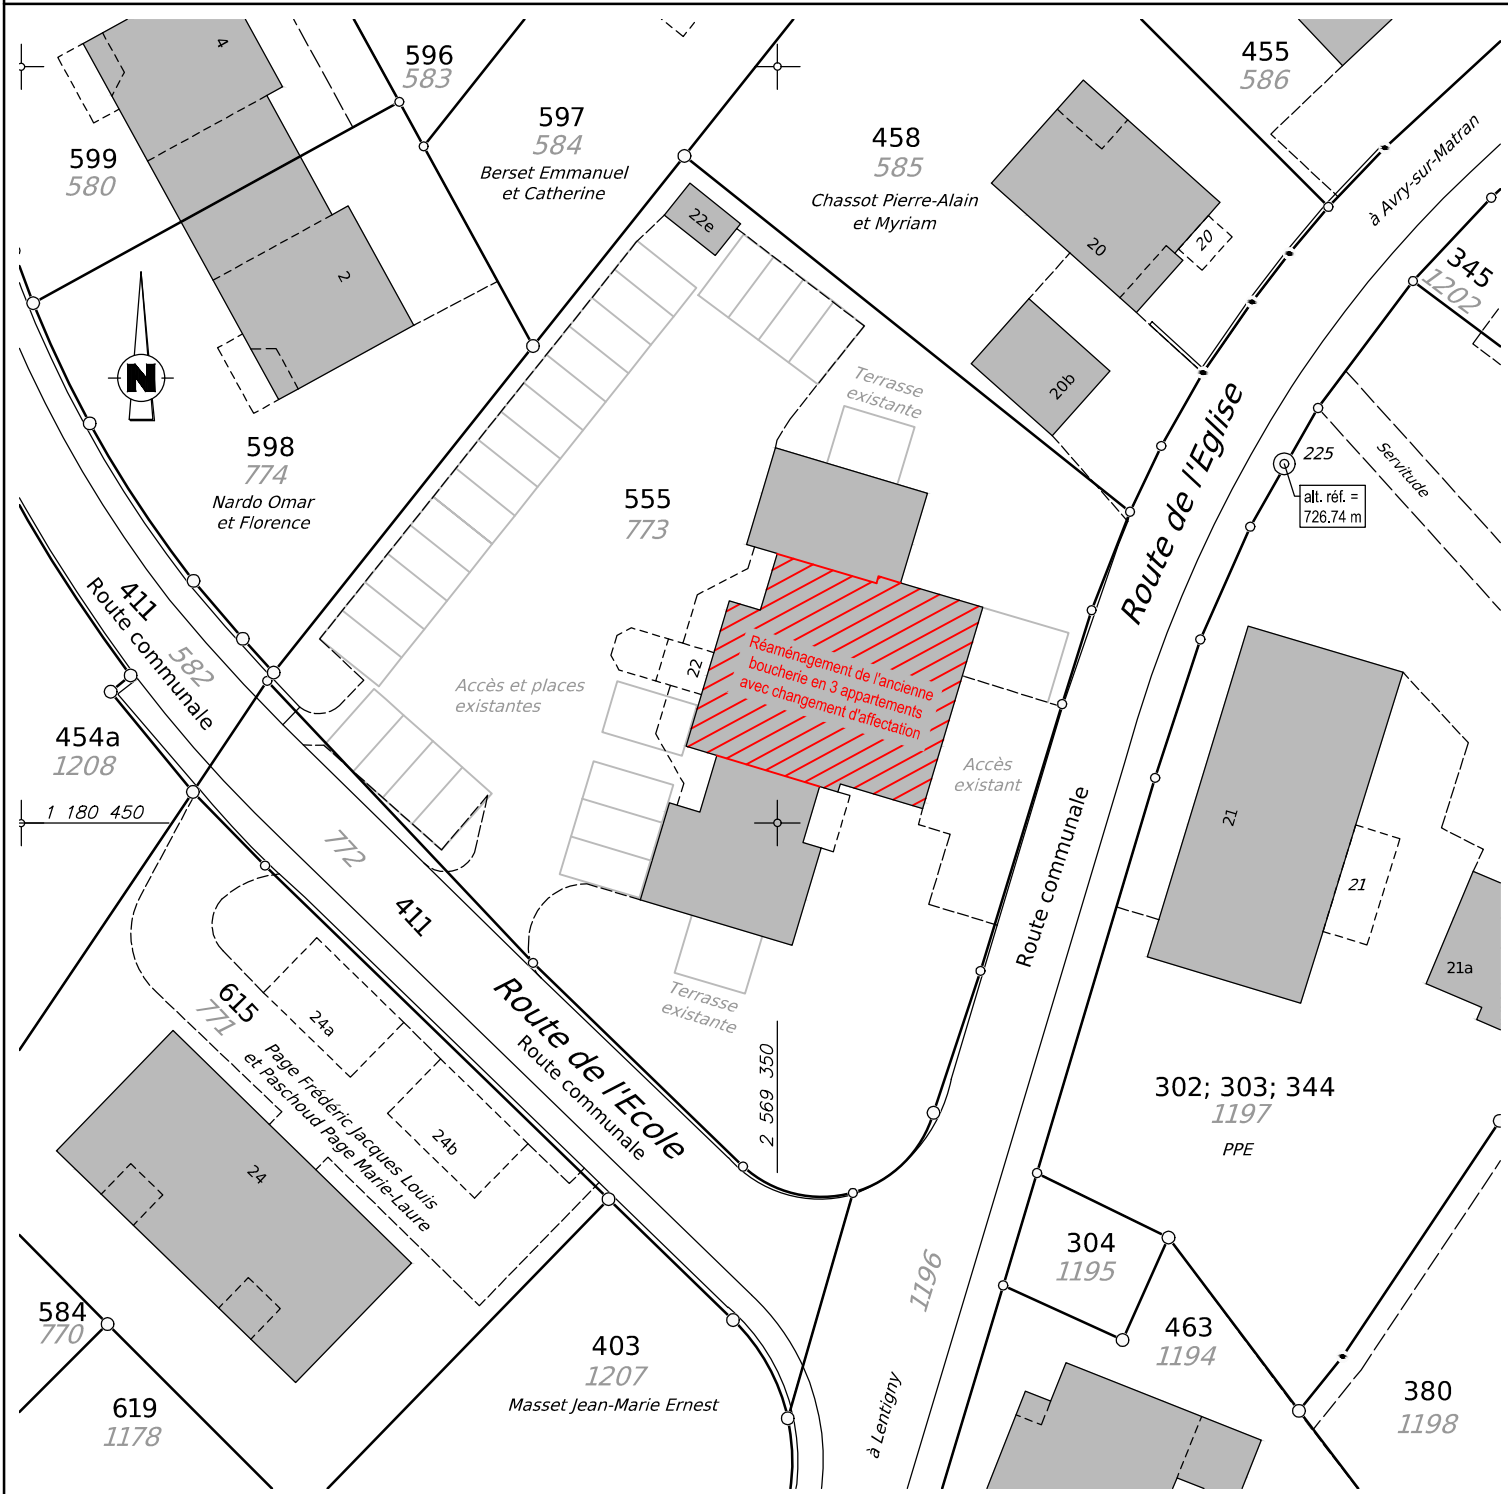 4
596
583
455
586
597
584
Berset Emmanuel
et Catherine
458
585
Chassot Pierre-Alain
et Myriam
599
580
à Avry-sur-Matran
22e
20
20
345
1202
2
N
Terrasse
existante
20b
598
774
Nardo Omar
et Florence
555
773
Route de l'Eglise
225
alt. réf. =
726.74 m
Servitude
411
Route communale
582
22
Réaménagement de l'ancienne
boucherie en 3 appartements
avec changement d'affectation
Accès et places
existantes
454a
1208
Accès
existant
1 180 450
772
411
Route communale
21
21
21a
Terrasse
existante
615
771
24a
Page Frédéric Jacques Louis
et Paschoud Page Marie-Laure
24b
24
Route de l'Ecole
Route communale
2 569 350
302; 303; 344
1197
PPE
304
1195
1196
463
1194
584
770
403
1207
Masset Jean-Marie Ernest
619
1178
à Lentigny
380
1198